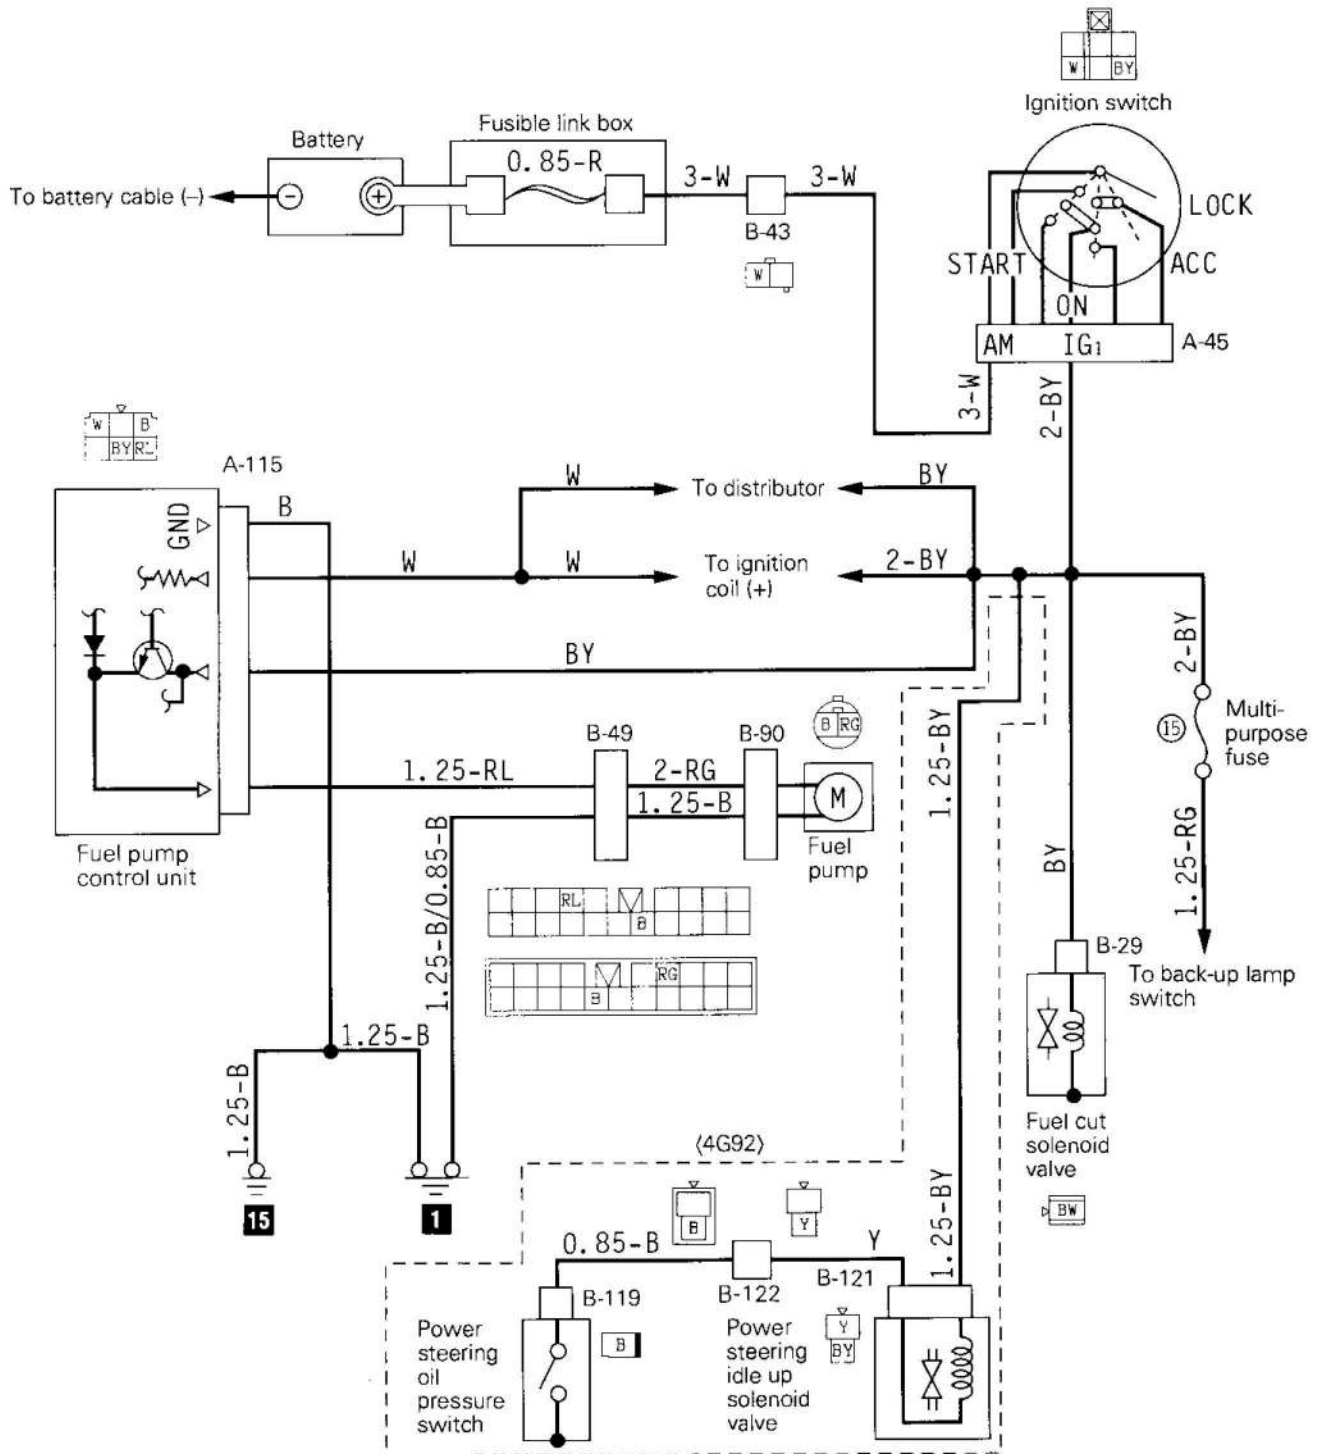 W BY
Ignition switch
Fusible link box
Battery
0.85-R
3-W
3-W
To battery cable (–)
LOCK
B-43
W
START
ACC
ON
AM IG1
A-45
3-W
2-BY
W B
BY RL
A-115
W
To distributor
BY
B
GND
W
W
To ignition
coil (+)
2-BY
BY
2-BY
B RG
15
Multi-
purpose
fuse
B-49
B-90
1.25-BY
1.25-RL
2-RG
1.25-B
M
Fuel pump
control unit
Fuel
pump
1.25-B/0.85-B
BY
1.25-RG
RL
B
B-29
RG
B
To back-up lamp
switch
1.25-B
1.25-B
Fuel cut
solenoid
valve
⟨4G92⟩
15
1
B
Y
1.25-BY
BW
0.85-B
Y
B-122
B-121
B-119
Power
steering
oil
pressure
switch
B
Power
steering
idle up
solenoid
valve
Y
BY